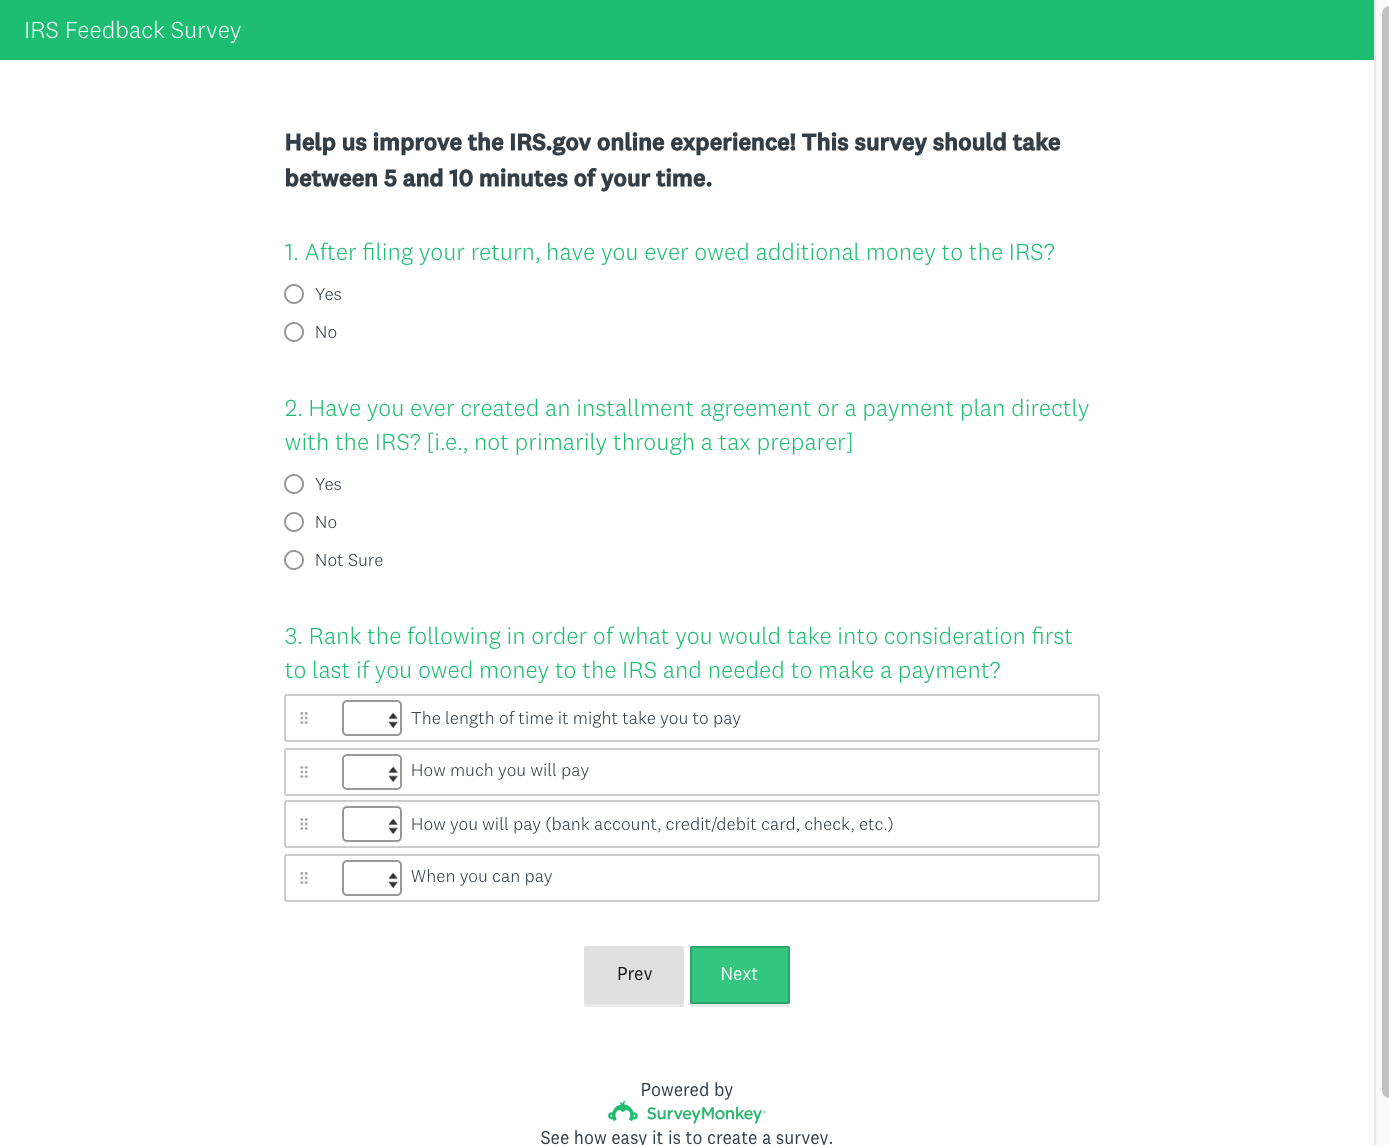 IRS Feedback Survey
Help us improve the IRS.gov online experience! This survey should take
between 5 and 10 minutes of your time.
1. After filing your return, have you ever owed additional money to the IRS?
Yes
No
2. Have you ever created an installment agreement or a payment plan directly
with the IRS? [i.e., not primarily through a tax preparer]
Yes
No
Not Sure
3. Rank the following in order of what you would take into consideration first
to last if you owed money to the IRS and needed to make a payment?
The length of time it might take you to pay
How much you will pay
How you will pay (bank account, credit/debit card, check, etc.)
When you can pay
Prev Next
Powered by
SurveyMonkey
See how easy it is to create a survey.